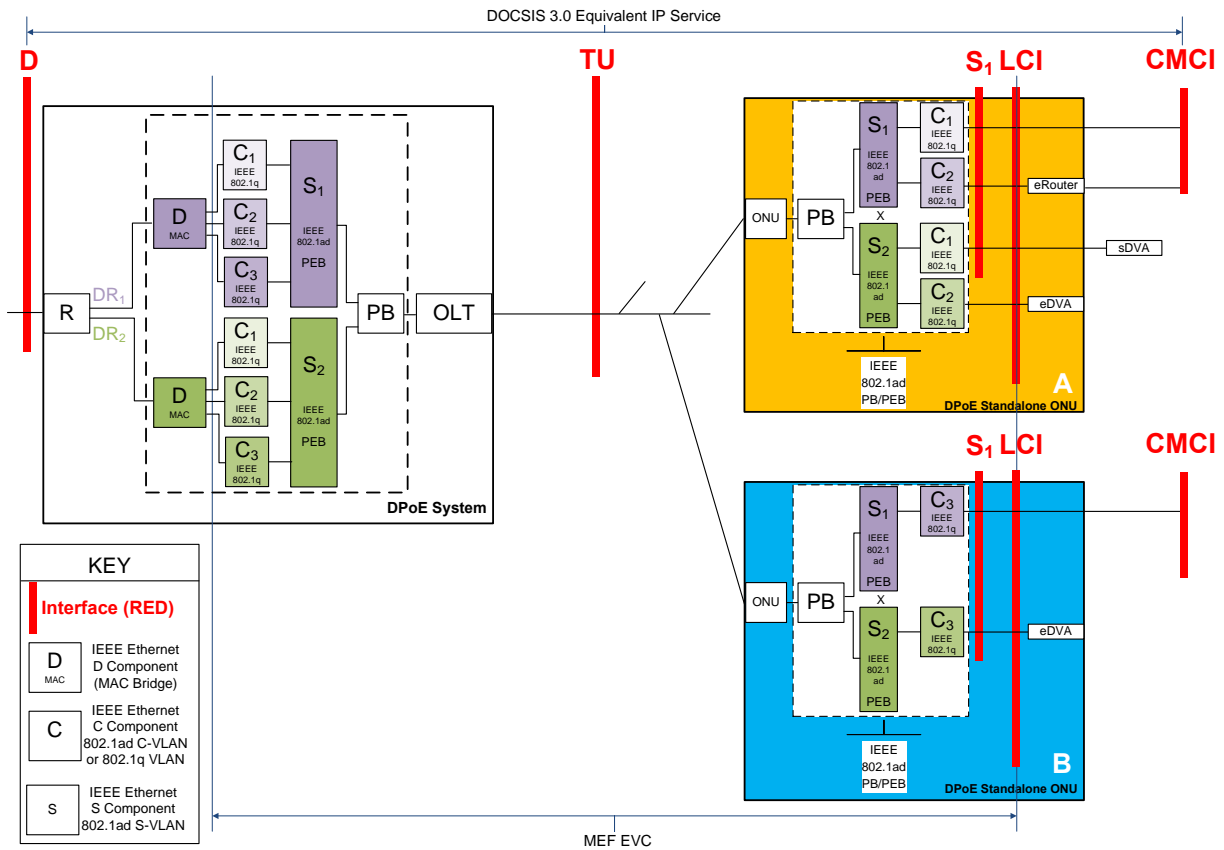 DOCSIS 3.0 Equivalent IP Service
D
TU
S₁ LCI
CMCI
R
DR₁
DR₂
D
MAC
D
MAC
C₁
IEEE
802.1q
C₂
IEEE
802.1q
C₃
IEEE
802.1q
C₁
IEEE
802.1q
C₂
IEEE
802.1q
C₃
IEEE
802.1q
S₁
IEEE
802.1ad
PEB
S₂
IEEE
802.1ad
PEB
PB
OLT
DPoE System
ONU
PB
S₁
IEEE
802.1
ad
PEB
X
S₂
IEEE
802.1
ad
PEB
C₁
IEEE
802.1q
C₂
IEEE
802.1q
C₁
IEEE
802.1q
C₂
IEEE
802.1q
eRouter
sDVA
eDVA
IEEE
802.1ad
PB/PEB
A
DPoE Standalone ONU
S₁ LCI
CMCI
ONU
PB
S₁
IEEE
802.1
ad
PEB
X
S₂
IEEE
802.1
ad
PEB
C₃
IEEE
802.1q
C₃
IEEE
802.1q
eDVA
IEEE
802.1ad
PB/PEB
B
DPoE Standalone ONU
KEY
Interface (RED)
D
MAC
IEEE Ethernet
D Component
(MAC Bridge)
C
IEEE Ethernet
C Component
802.1ad C-VLAN
or 802.1q VLAN
S
IEEE Ethernet
S Component
802.1ad S-VLAN
MEF EVC